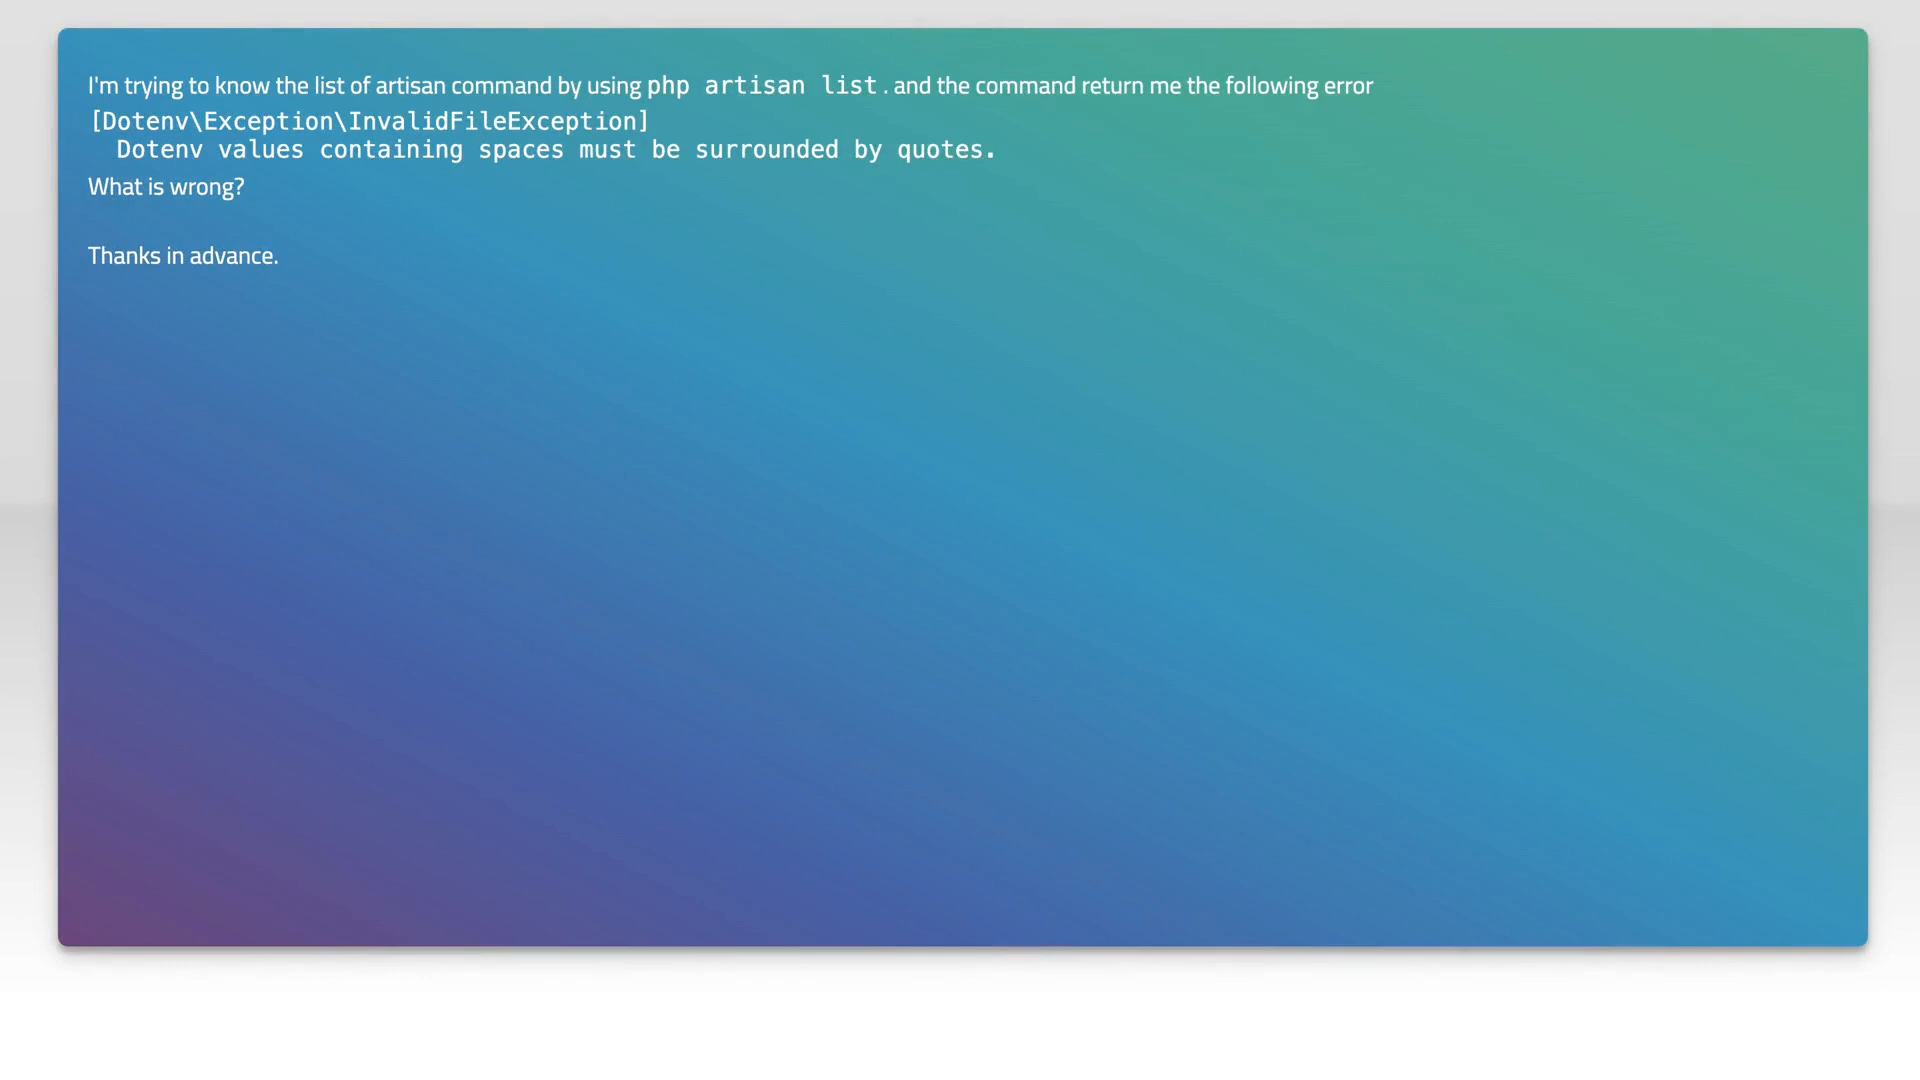 I'm trying to know the list of artisan command by using php artisan list . and the command return me the following error
[Dotenv\Exception\InvalidFileException]
Dotenv values containing spaces must be surrounded by quotes.
What is wrong?
Thanks in advance.